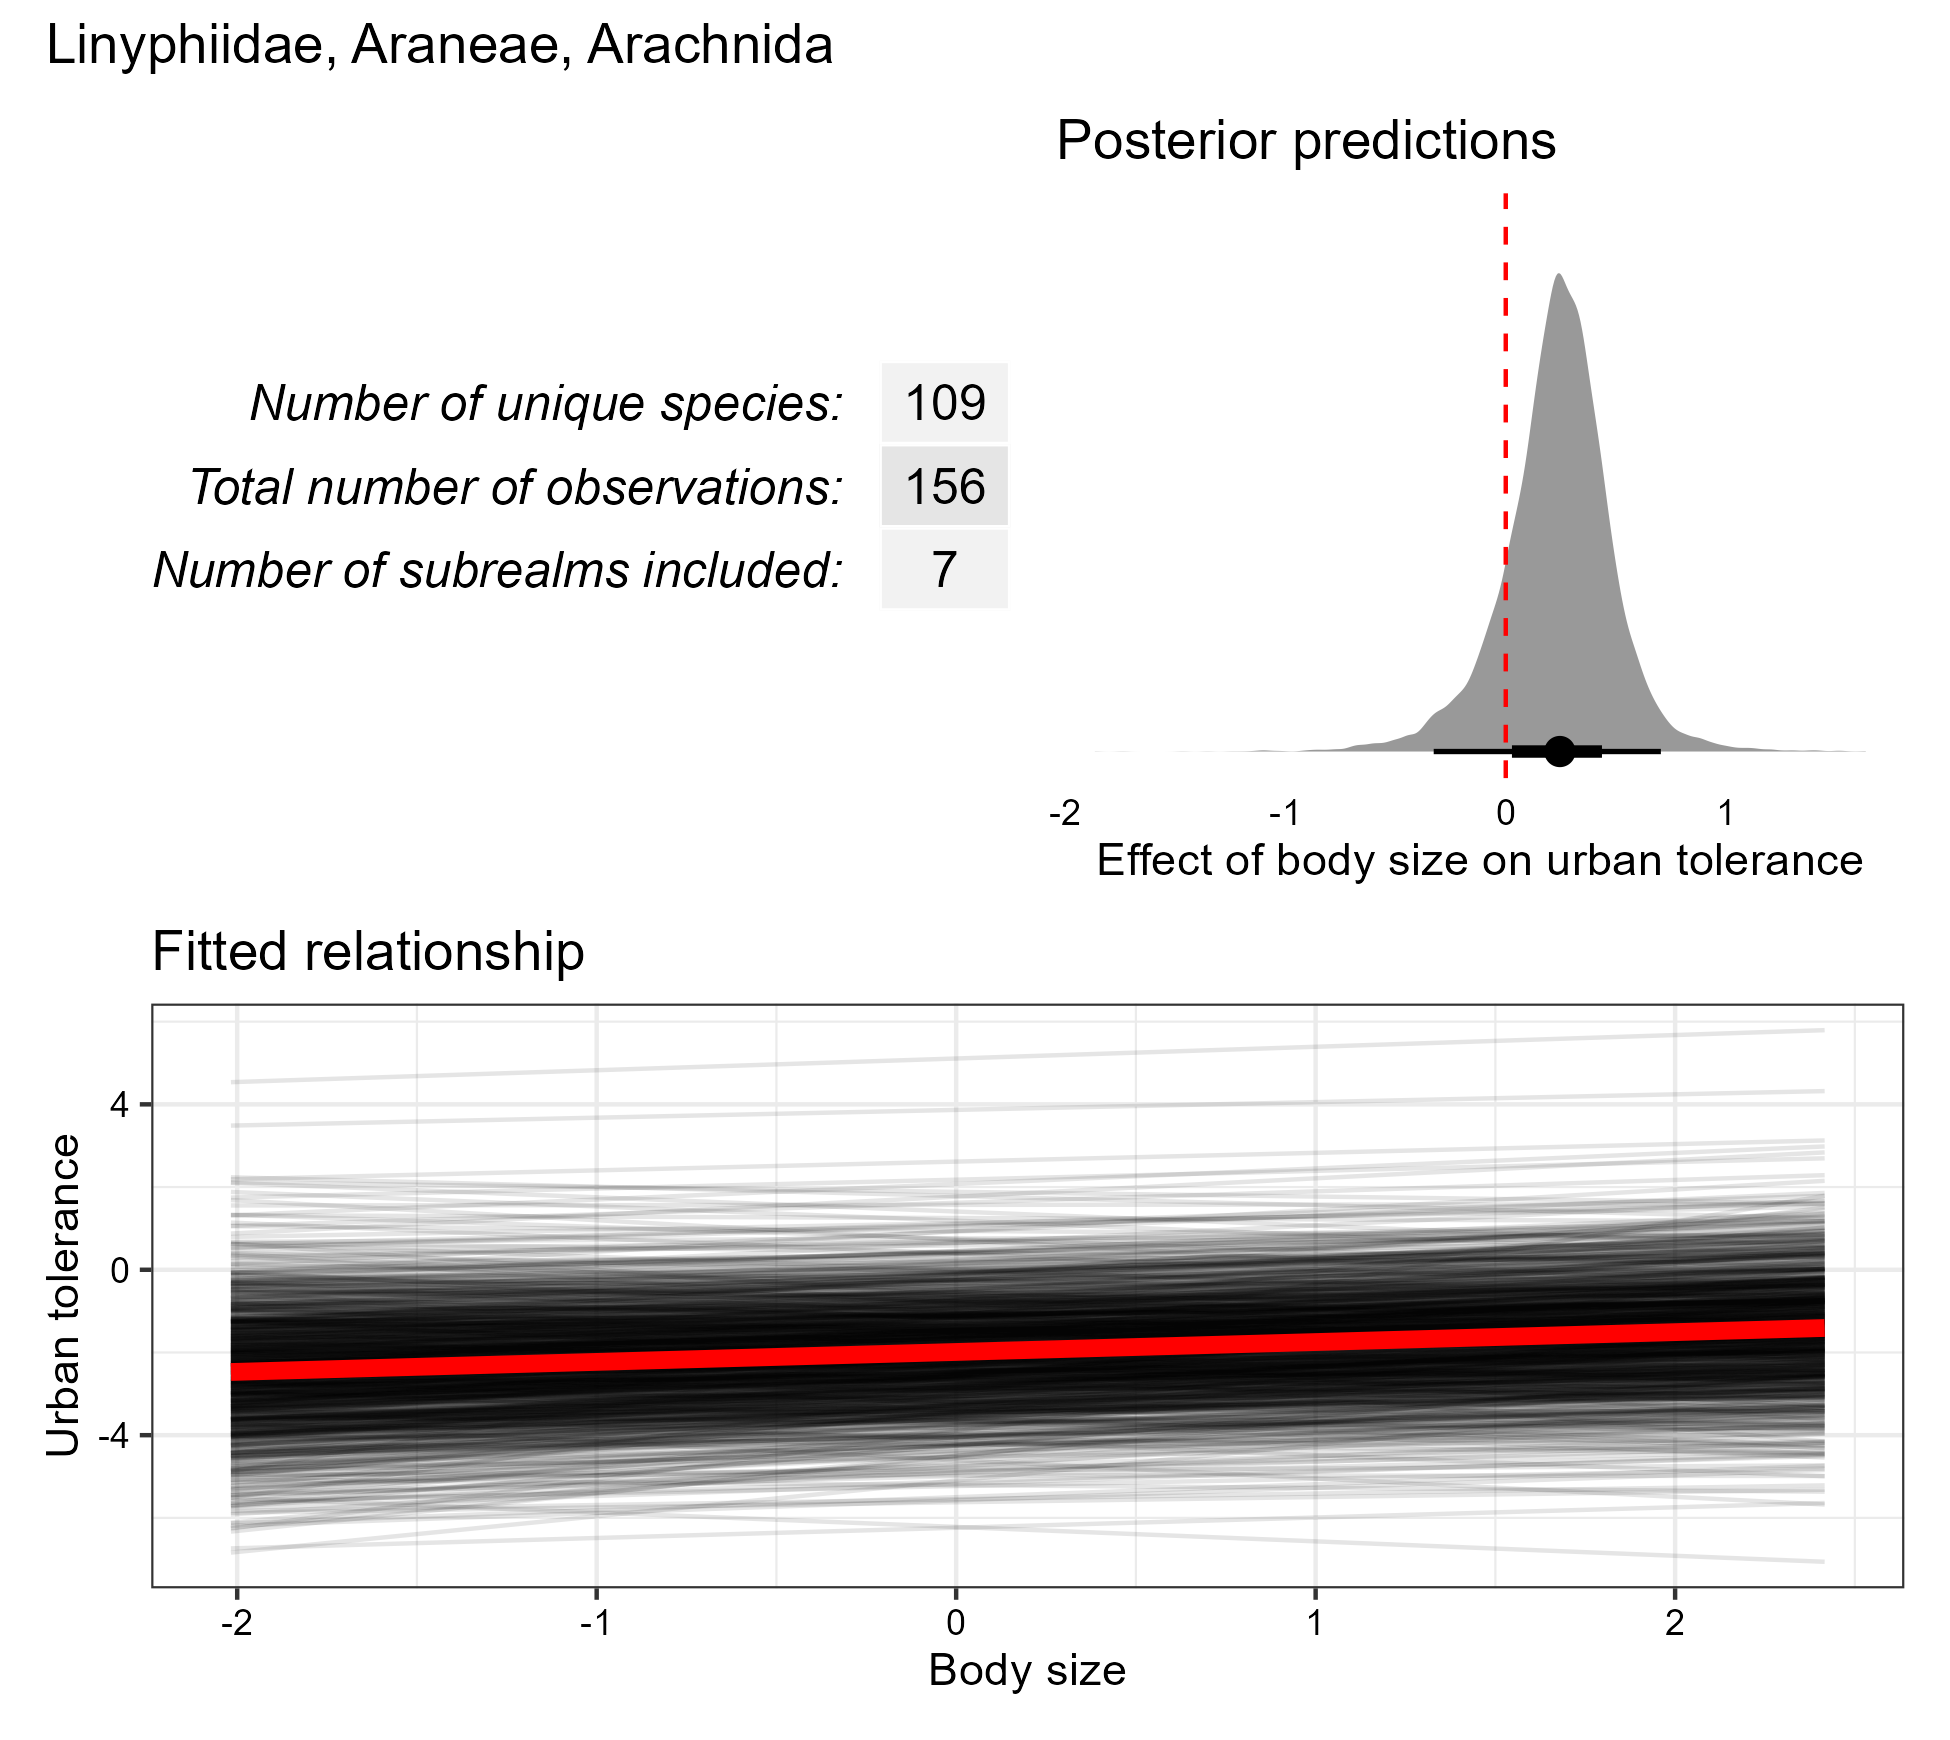 Linyphiidae, Araneae, Arachnida
Posterior predictions
Number of unique species: 109
Total number of observations: 156
Number of subrealms included: 7
-2 -1 0 1
Effect of body size on urban tolerance
Fitted relationship
Urban tolerance
4
0
-4
-2 -1 0 1 2
Body size